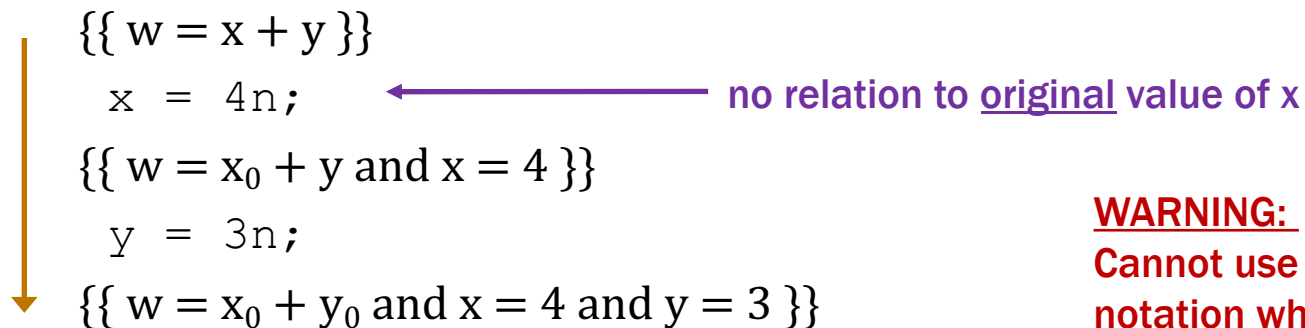 {{ w = x + y }}
x = 4n;
no relation to original value of x
{{ w = x₀ + y and x = 4 }}
y = 3n;
{{ w = x₀ + y₀ and x = 4 and y = 3 }}
WARNING:
Cannot use
notation wh